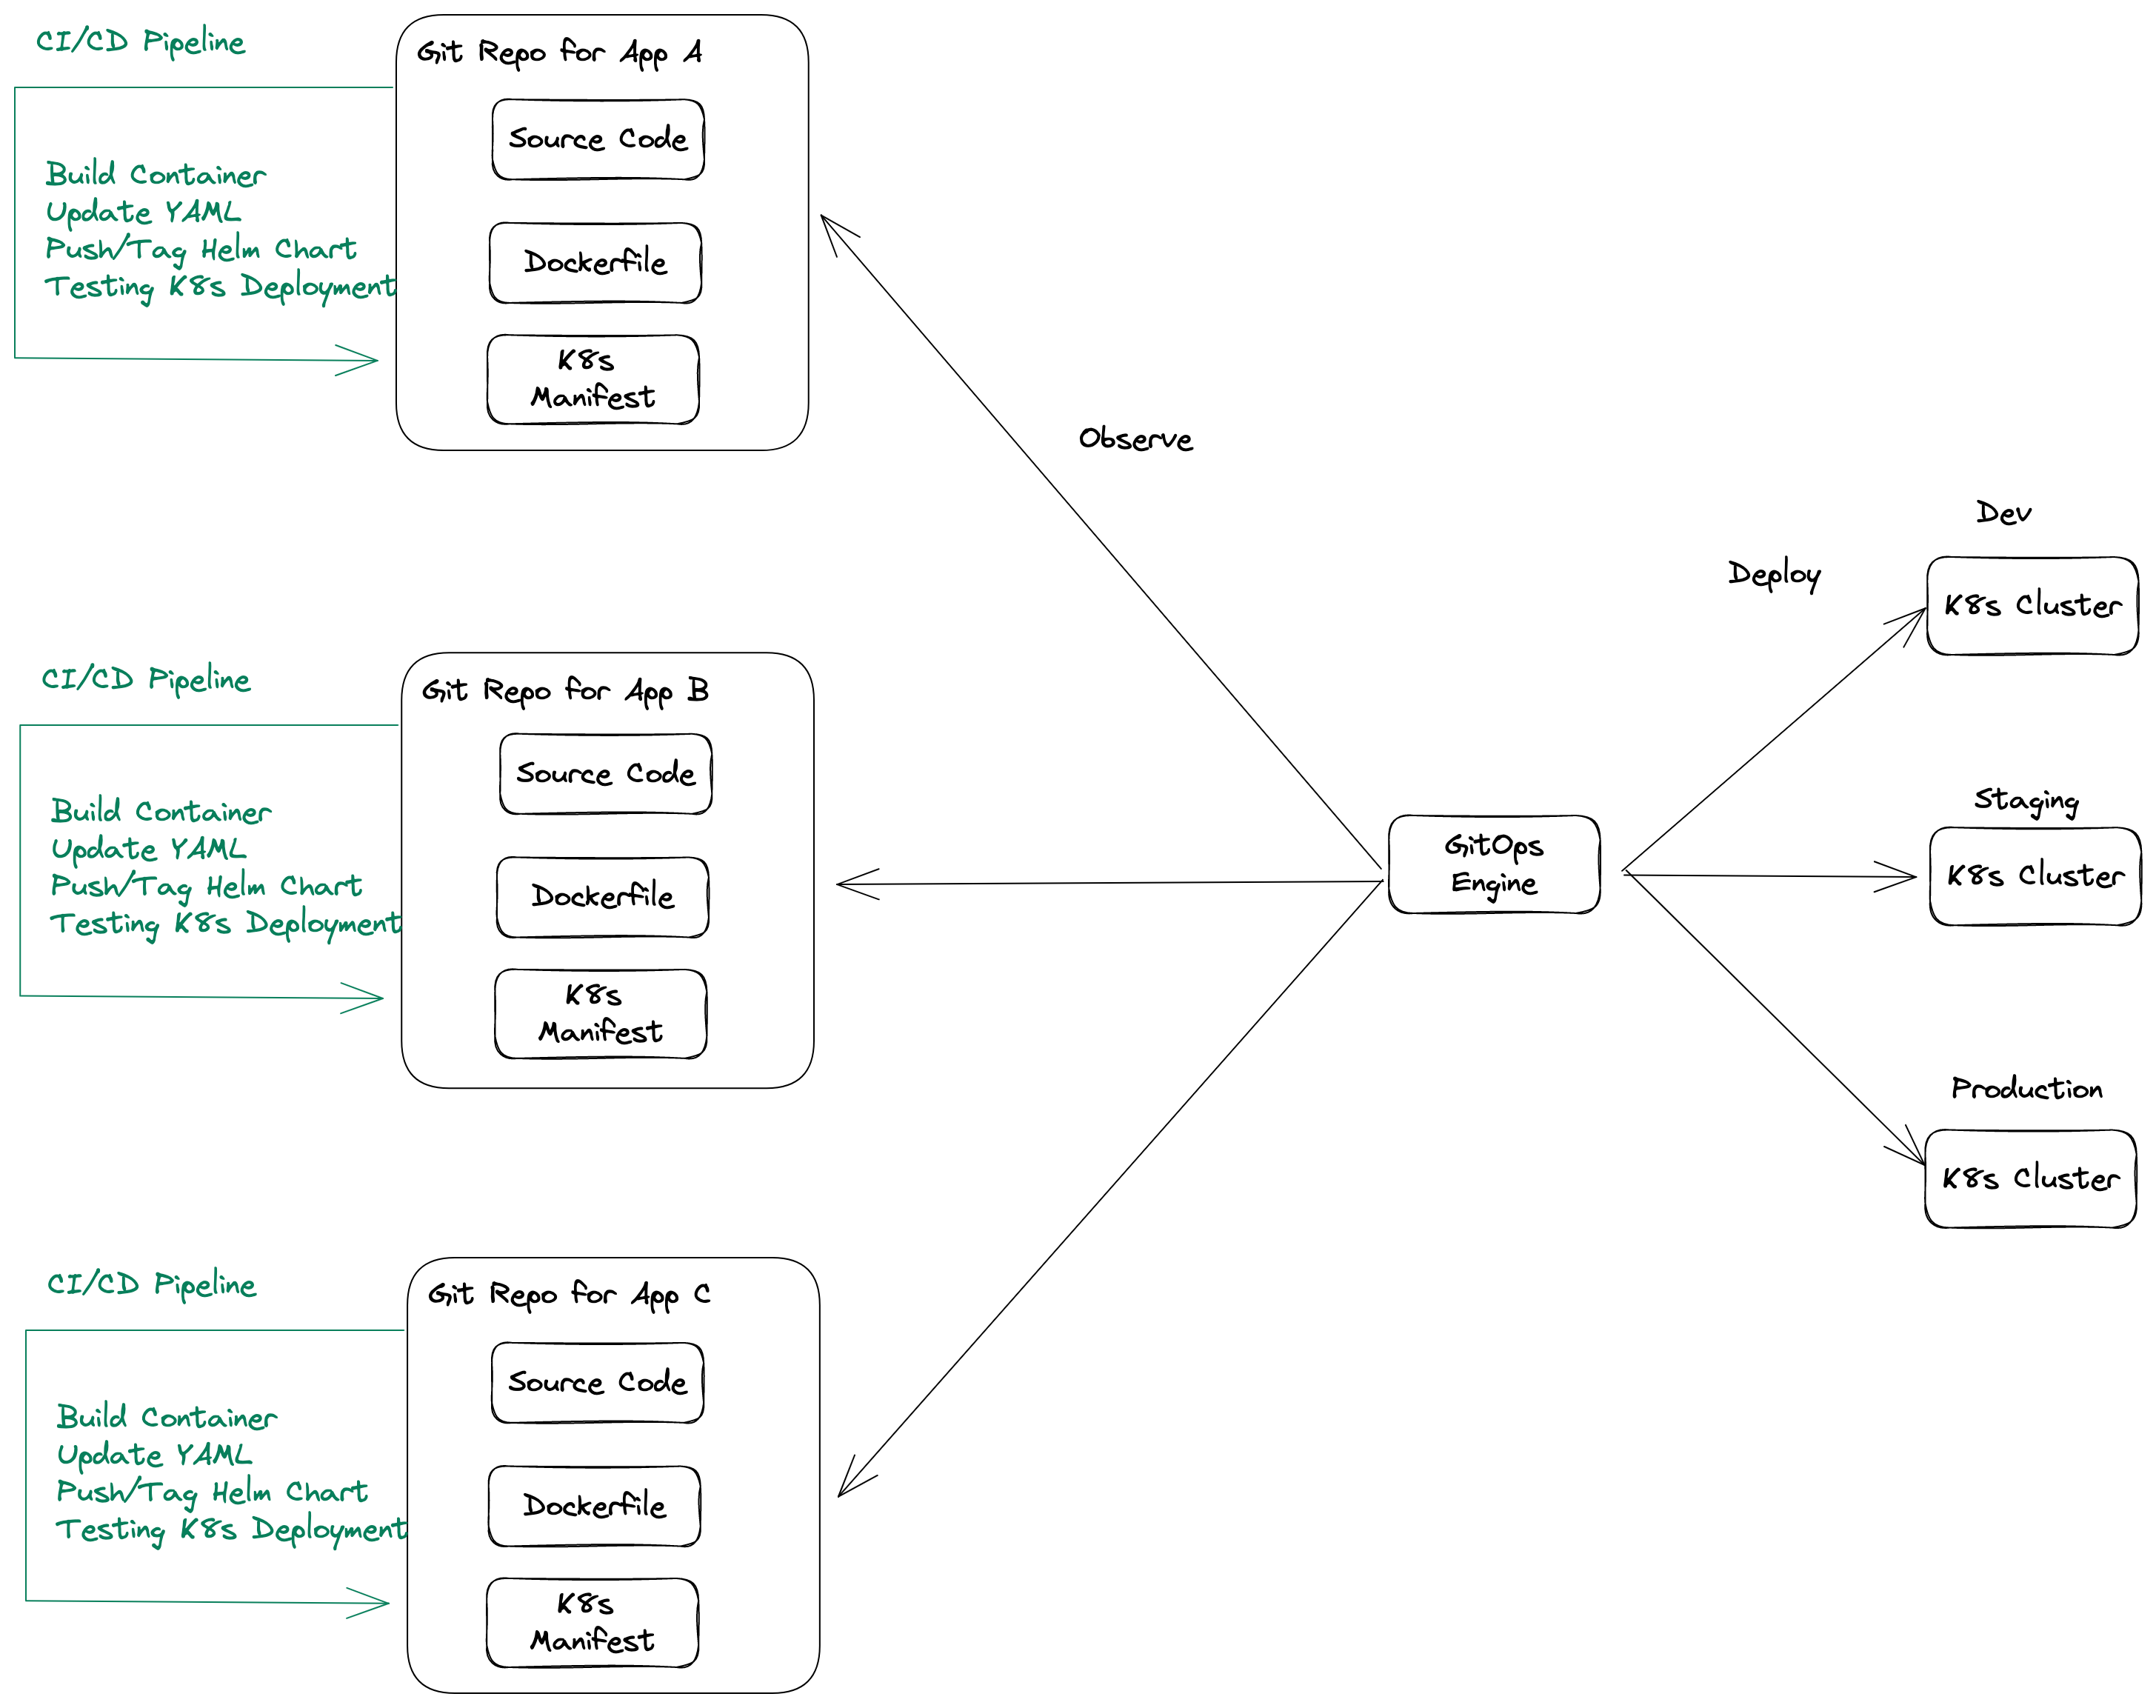 CI/CD Pipeline
Build Container
Update YAML
Push/Tag Helm Chart
Testing K8s Deployment
Git Repo for App A
Source Code
Dockerfile
K8s
Manifest
Observe
CI/CD Pipeline
Build Container
Update YAML
Push/Tag Helm Chart
Testing K8s Deployment
Git Repo for App B
Source Code
Dockerfile
K8s
Manifest
GitOps
Engine
Deploy
Dev
K8s Cluster
Staging
K8s Cluster
Production
K8s Cluster
CI/CD Pipeline
Build Container
Update YAML
Push/Tag Helm Chart
Testing K8s Deployment
Git Repo for App C
Source Code
Dockerfile
K8s
Manifest